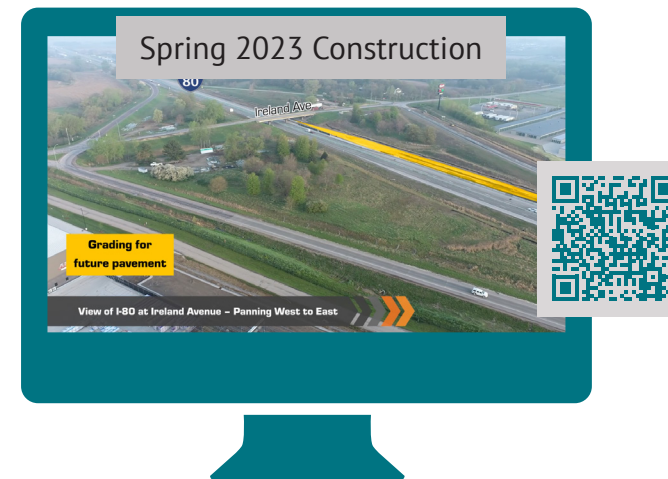 Spring 2023 Construction
80
Ireland Ave
Grading for
future pavement
View of I-80 at Ireland Avenue – Panning West to East